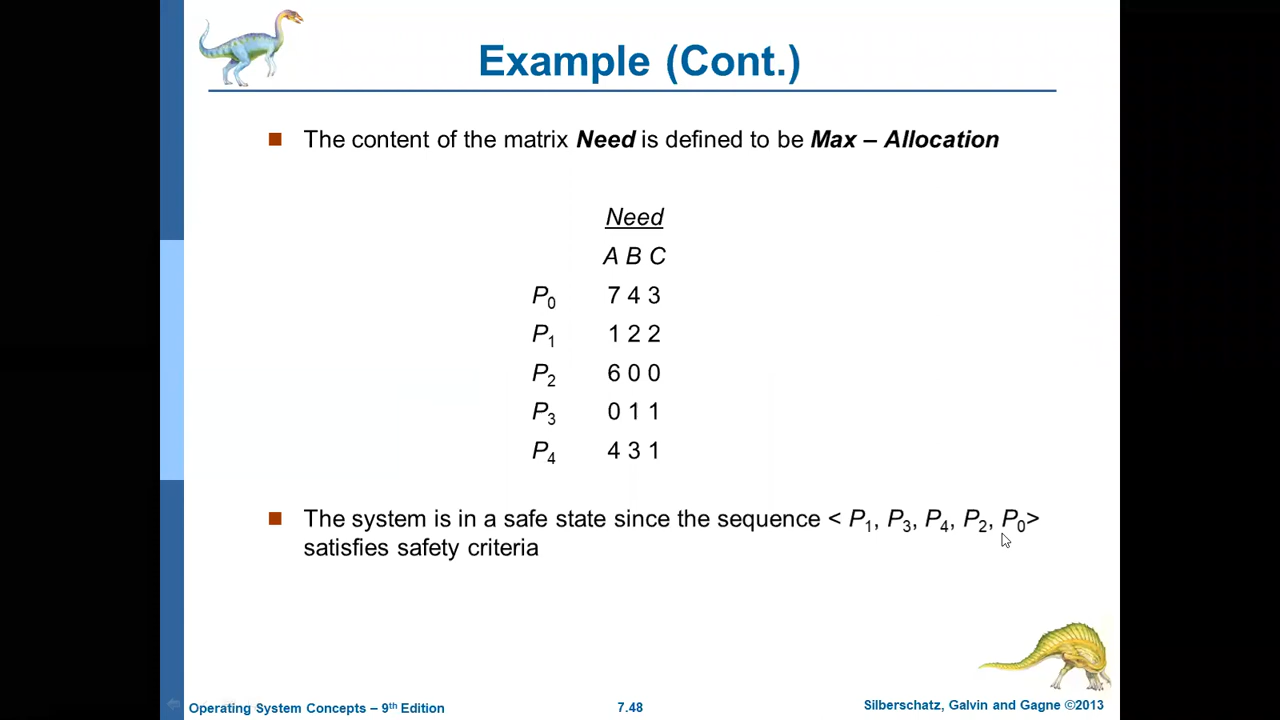 Example (Cont.)
The content of the matrix Need is defined to be Max – Allocation
Need
A B C
P0 7 4 3
P1 1 2 2
P2 6 0 0
P3 0 1 1
P4 4 3 1
The system is in a safe state since the sequence < P1, P3, P4, P2, P0>
satisfies safety criteria
Operating System Concepts – 9th Edition 7.48 Silberschatz, Galvin and Gagne ©2013